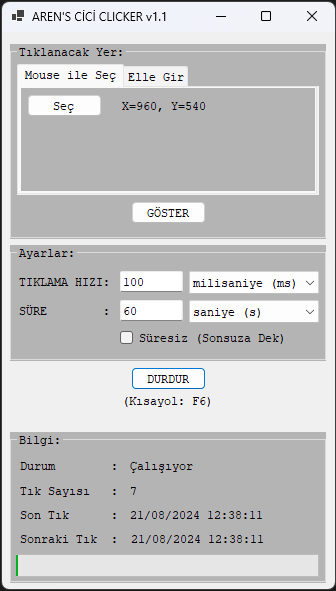 AREN'S CİCİ CLICKER v1.1
Tıklanacak Yer:
Mouse ile Seç
Elle Gir
Seç
X=960, Y=540
GÖSTER
Ayarlar:
TIKLAMA HIZI: 100 milisaniye (ms)
SÜRE : 60 saniye (s)
Süresiz (Sonsuza Dek)
DURDUR
(Kısayol: F6)
Bilgi:
Durum : Çalışıyor
Tık Sayısı : 7
Son Tık : 21/08/2024 12:38:11
Sonraki Tık : 21/08/2024 12:38:11